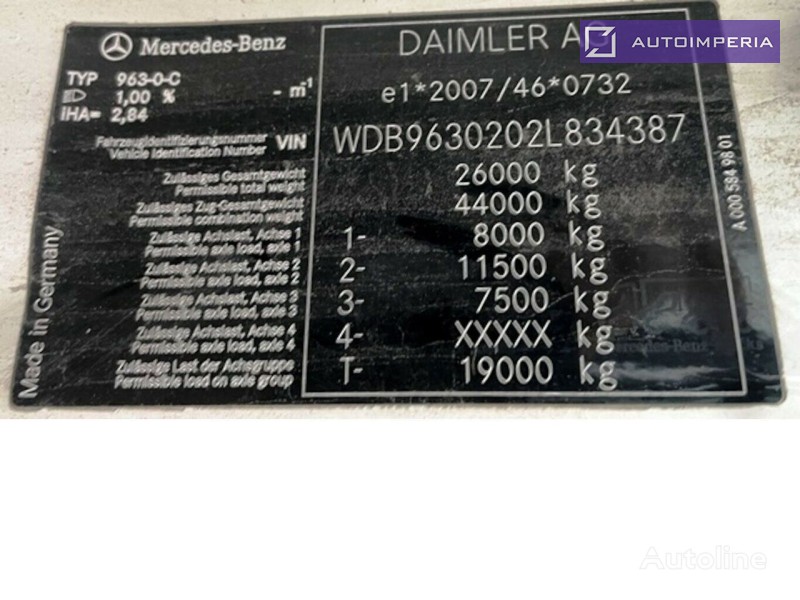 Mercedes-Benz
DAIMLER AG
AUTOIMPERIA
TYP 963-0-C
1,00 % - m-1
iHA= 2,84
e1*2007/46*0732
Fahrzeugidentifizierungsnummer
Vehicle Identification Number VIN
WDB9630202L834387
Zulässiges Gesamtgewicht
Permissible total weight
26000 kg
Zulässiges Zug-Gesamtgewicht
Permissible combination weight
44000 kg
Zulässige Achslast, Achse 1
Permissible axle load, axle 1
1- 8000 kg
Zulässige Achslast, Achse 2
Permissible axle load, axle 2
2- 11500 kg
Zulässige Achslast, Achse 3
Permissible axle load, axle 3
3- 7500 kg
Zulässige Achslast, Achse 4
Permissible axle load, axle 4
4- XXXXX kg
Zulässige Last der Achsgruppe
Permissible load on axle group
T- 19000 kg
Made in Germany
A 000 584 98 01
Mercedes-Benz
Autoline